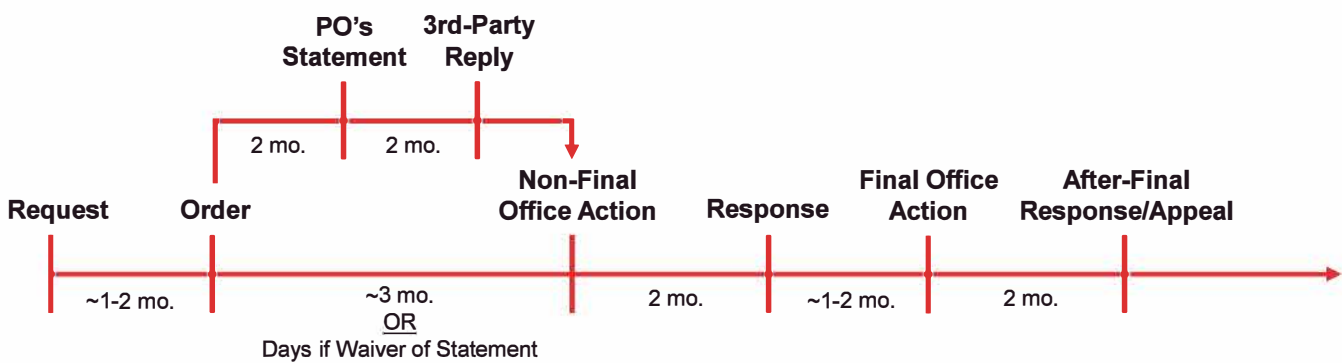 PO's
Statement
3rd-Party
Reply
2 mo.
2 mo.
Request
Order
Non-Final
Office Action
Response
Final Office
Action
After-Final
Response/Appeal
~1-2 mo.
~3 mo.
OR
Days if Waiver of Statement
2 mo.
~1-2 mo.
2 mo.